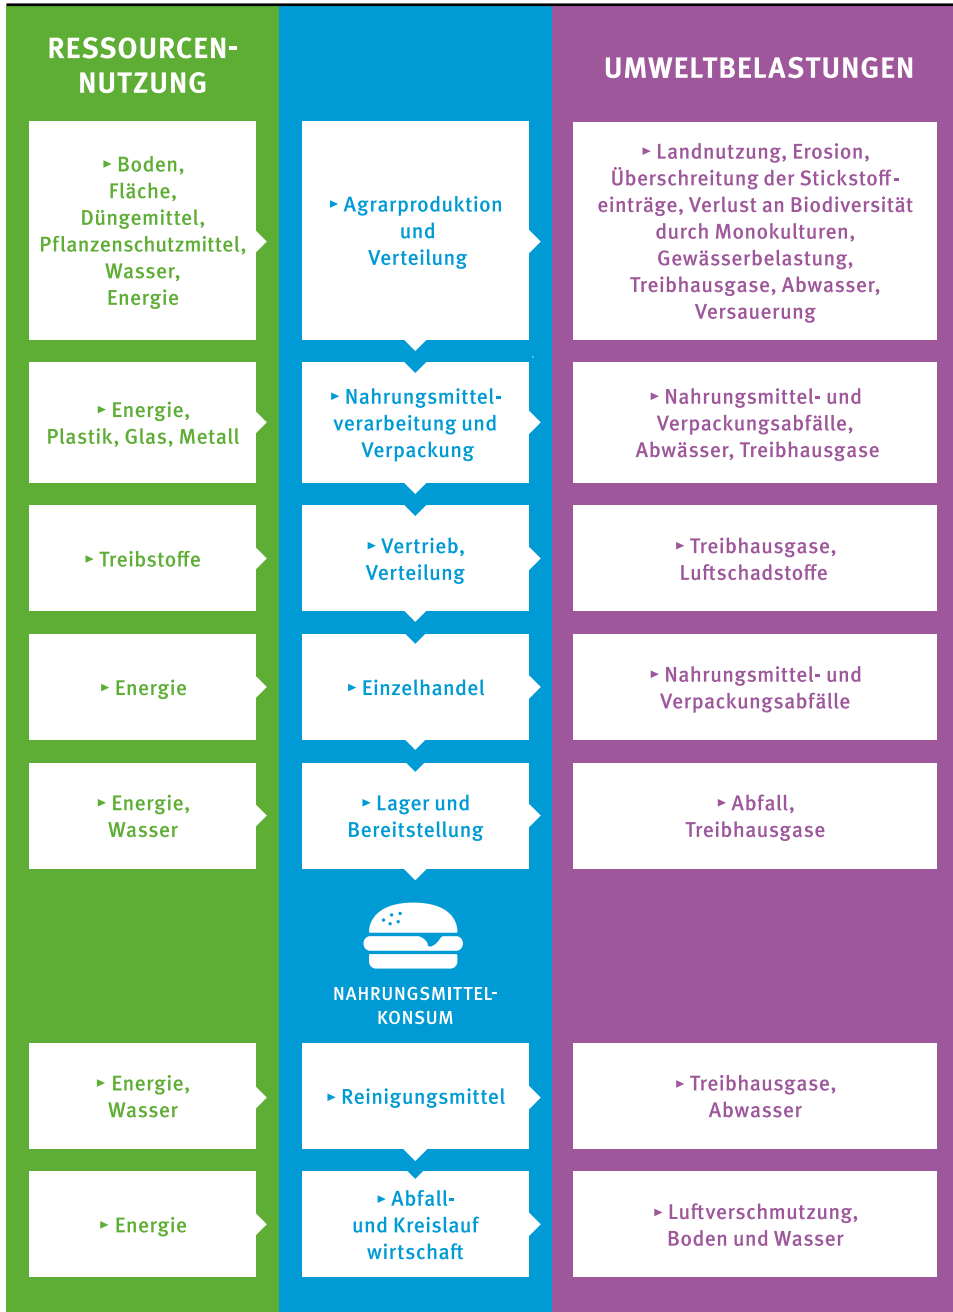 RESSOURCEN-
NUTZUNG
UMWELTBELASTUNGEN
▸ Boden,
Fläche,
Düngemittel,
Pflanzenschutzmittel,
Wasser,
Energie
▸ Agrarproduktion
und
Verteilung
▸ Landnutzung, Erosion,
Überschreitung der Stickstoff-
einträge, Verlust an Biodiversität
durch Monokulturen,
Gewässerbelastung,
Treibhausgase, Abwasser,
Versauerung
▸ Energie,
Plastik, Glas, Metall
▸ Nahrungsmittel-
verarbeitung und
Verpackung
▸ Nahrungsmittel- und
Verpackungsabfälle,
Abwässer, Treibhausgase
▸ Treibstoffe
▸ Vertrieb,
Verteilung
▸ Treibhausgase,
Luftschadstoffe
▸ Energie
▸ Einzelhandel
▸ Nahrungsmittel- und
Verpackungsabfälle
▸ Energie,
Wasser
▸ Lager und
Bereitstellung
▸ Abfall,
Treibhausgase
NAHRUNGSMITTEL-
KONSUM
▸ Energie,
Wasser
▸ Reinigungsmittel
▸ Treibhausgase,
Abwasser
▸ Energie
▸ Abfall-
und Kreislauf
wirtschaft
▸ Luftverschmutzung,
Boden und Wasser